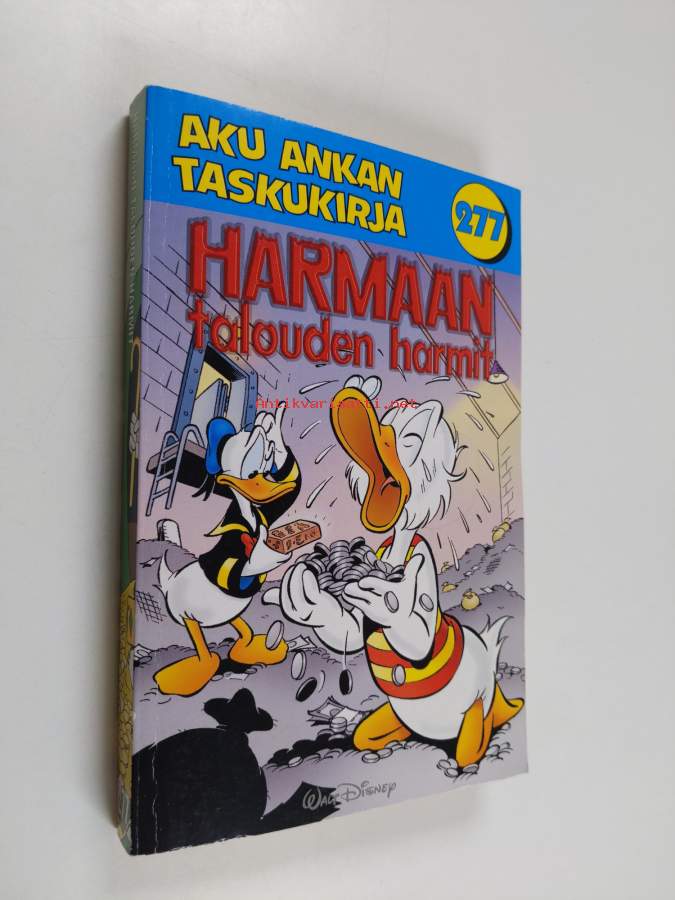 AKU ANKAN
TASKUKIRJA
277
HARMAAN
talouden harmit
Antikvariaatti.net
WALT DISNEY